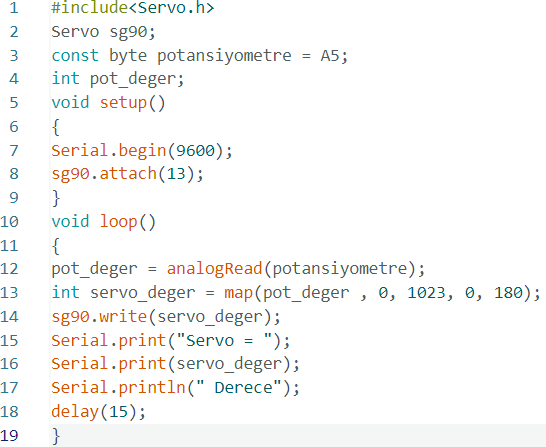 1 #include<Servo.h>
2 Servo sg90;
3 const byte potansiyometre = A5;
4 int pot_deger;
5 void setup()
6 {
7 Serial.begin(9600);
8 sg90.attach(13);
9 }
10 void loop()
11 {
12 pot_deger = analogRead(potansiyometre);
13 int servo_deger = map(pot_deger , 0, 1023, 0, 180);
14 sg90.write(servo_deger);
15 Serial.print("Servo = ");
16 Serial.print(servo_deger);
17 Serial.println(" Derece");
18 delay(15);
19 }